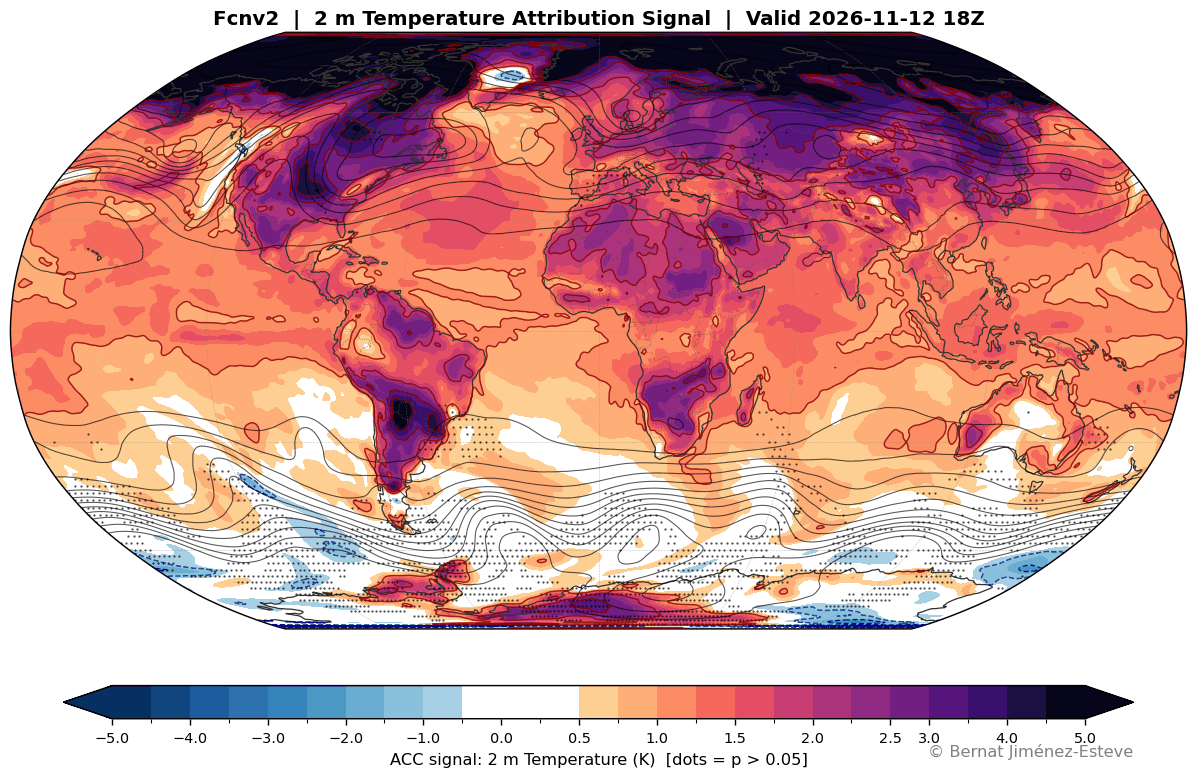 Fcnv2 | 2 m Temperature Attribution Signal | Valid 2026-11-12 18Z
−5.0 −4.0 −3.0 −2.0 −1.0 0.0 0.5 1.0 1.5 2.0 2.5 3.0 4.0 5.0
© Bernat Jiménez-Esteve
ACC signal: 2 m Temperature (K) [dots = p > 0.05]